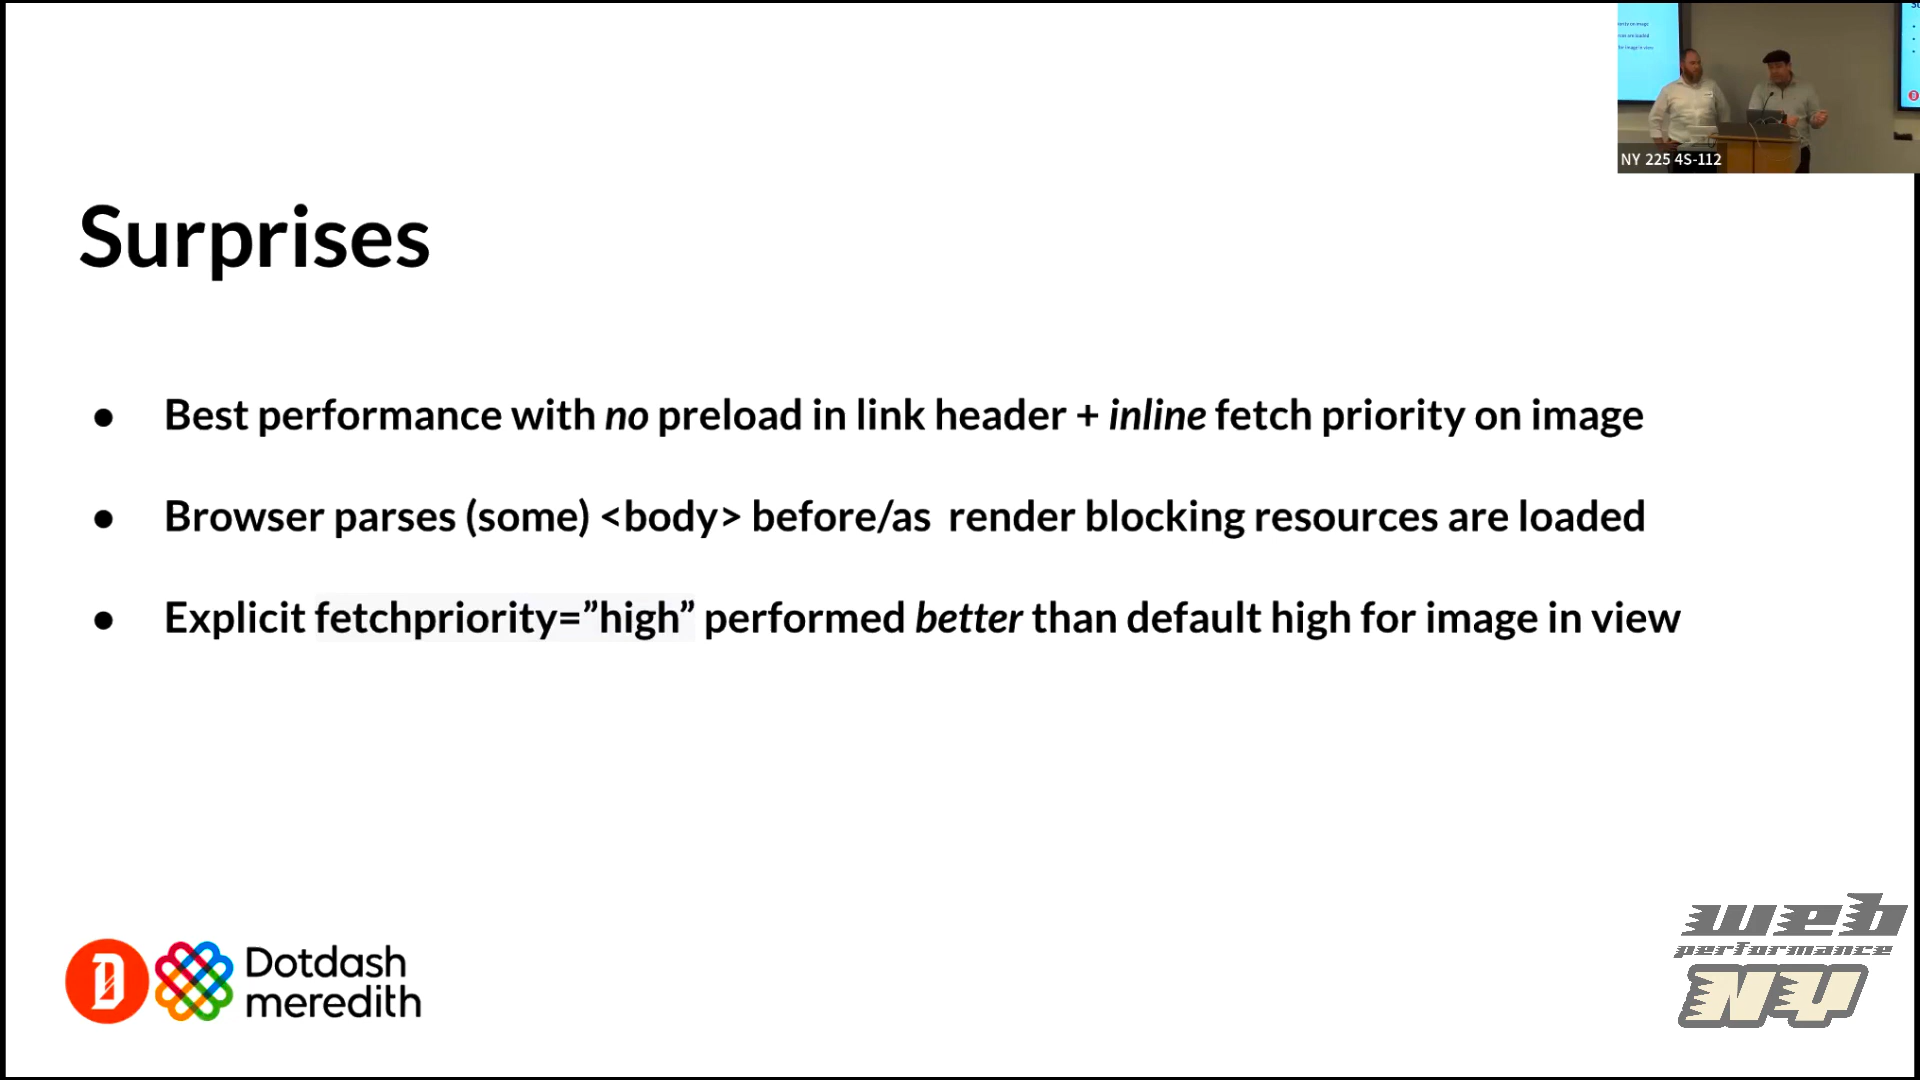 NY 225 4S-112
Surprises
● Best performance with no preload in link header + inline fetch priority on image
● Browser parses (some) <body> before/as  render blocking resources are loaded
● Explicit fetchpriority=”high” performed better than default high for image in view
D
Dotdash
meredith
web
performance
NY